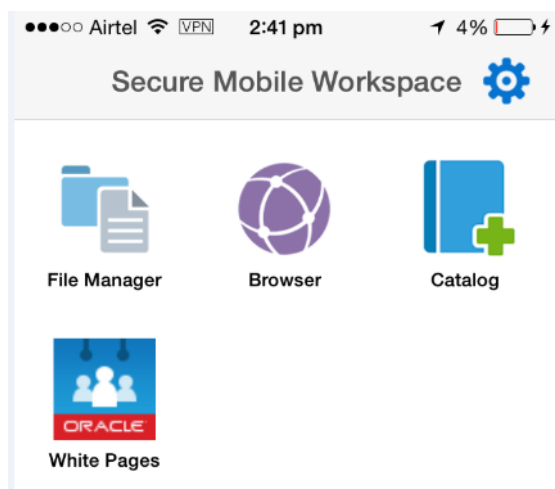 Airtel VPN 2:41 pm 4%
Secure Mobile Workspace
File Manager Browser Catalog
ORACLE
White Pages